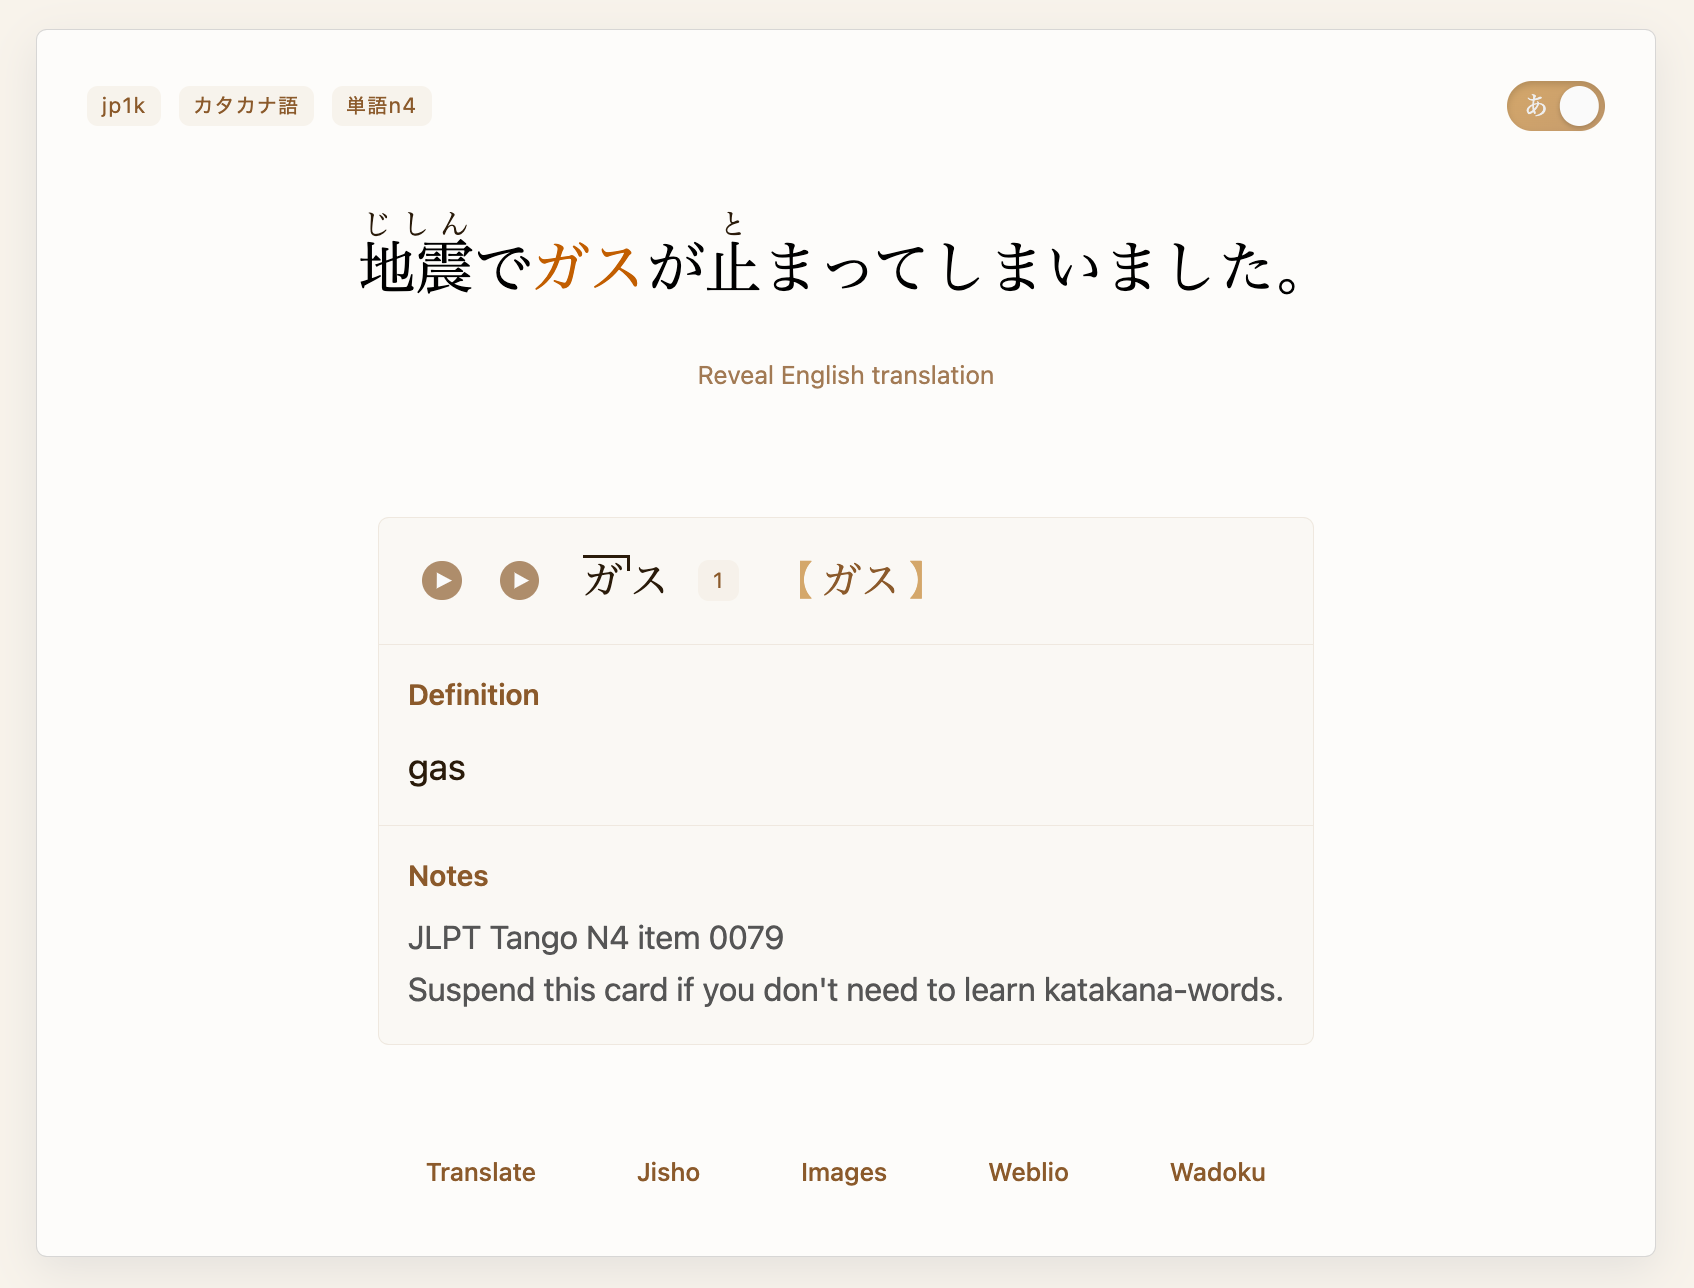 jp1k カタカナ語 単語n4 あ
じしん と
地震でガスが止まってしまいました。
Reveal English translation
ガス 1 【ガス】
Definition
gas
Notes
JLPT Tango N4 item 0079
Suspend this card if you don't need to learn katakana-words.
Translate Jisho Images Weblio Wadoku